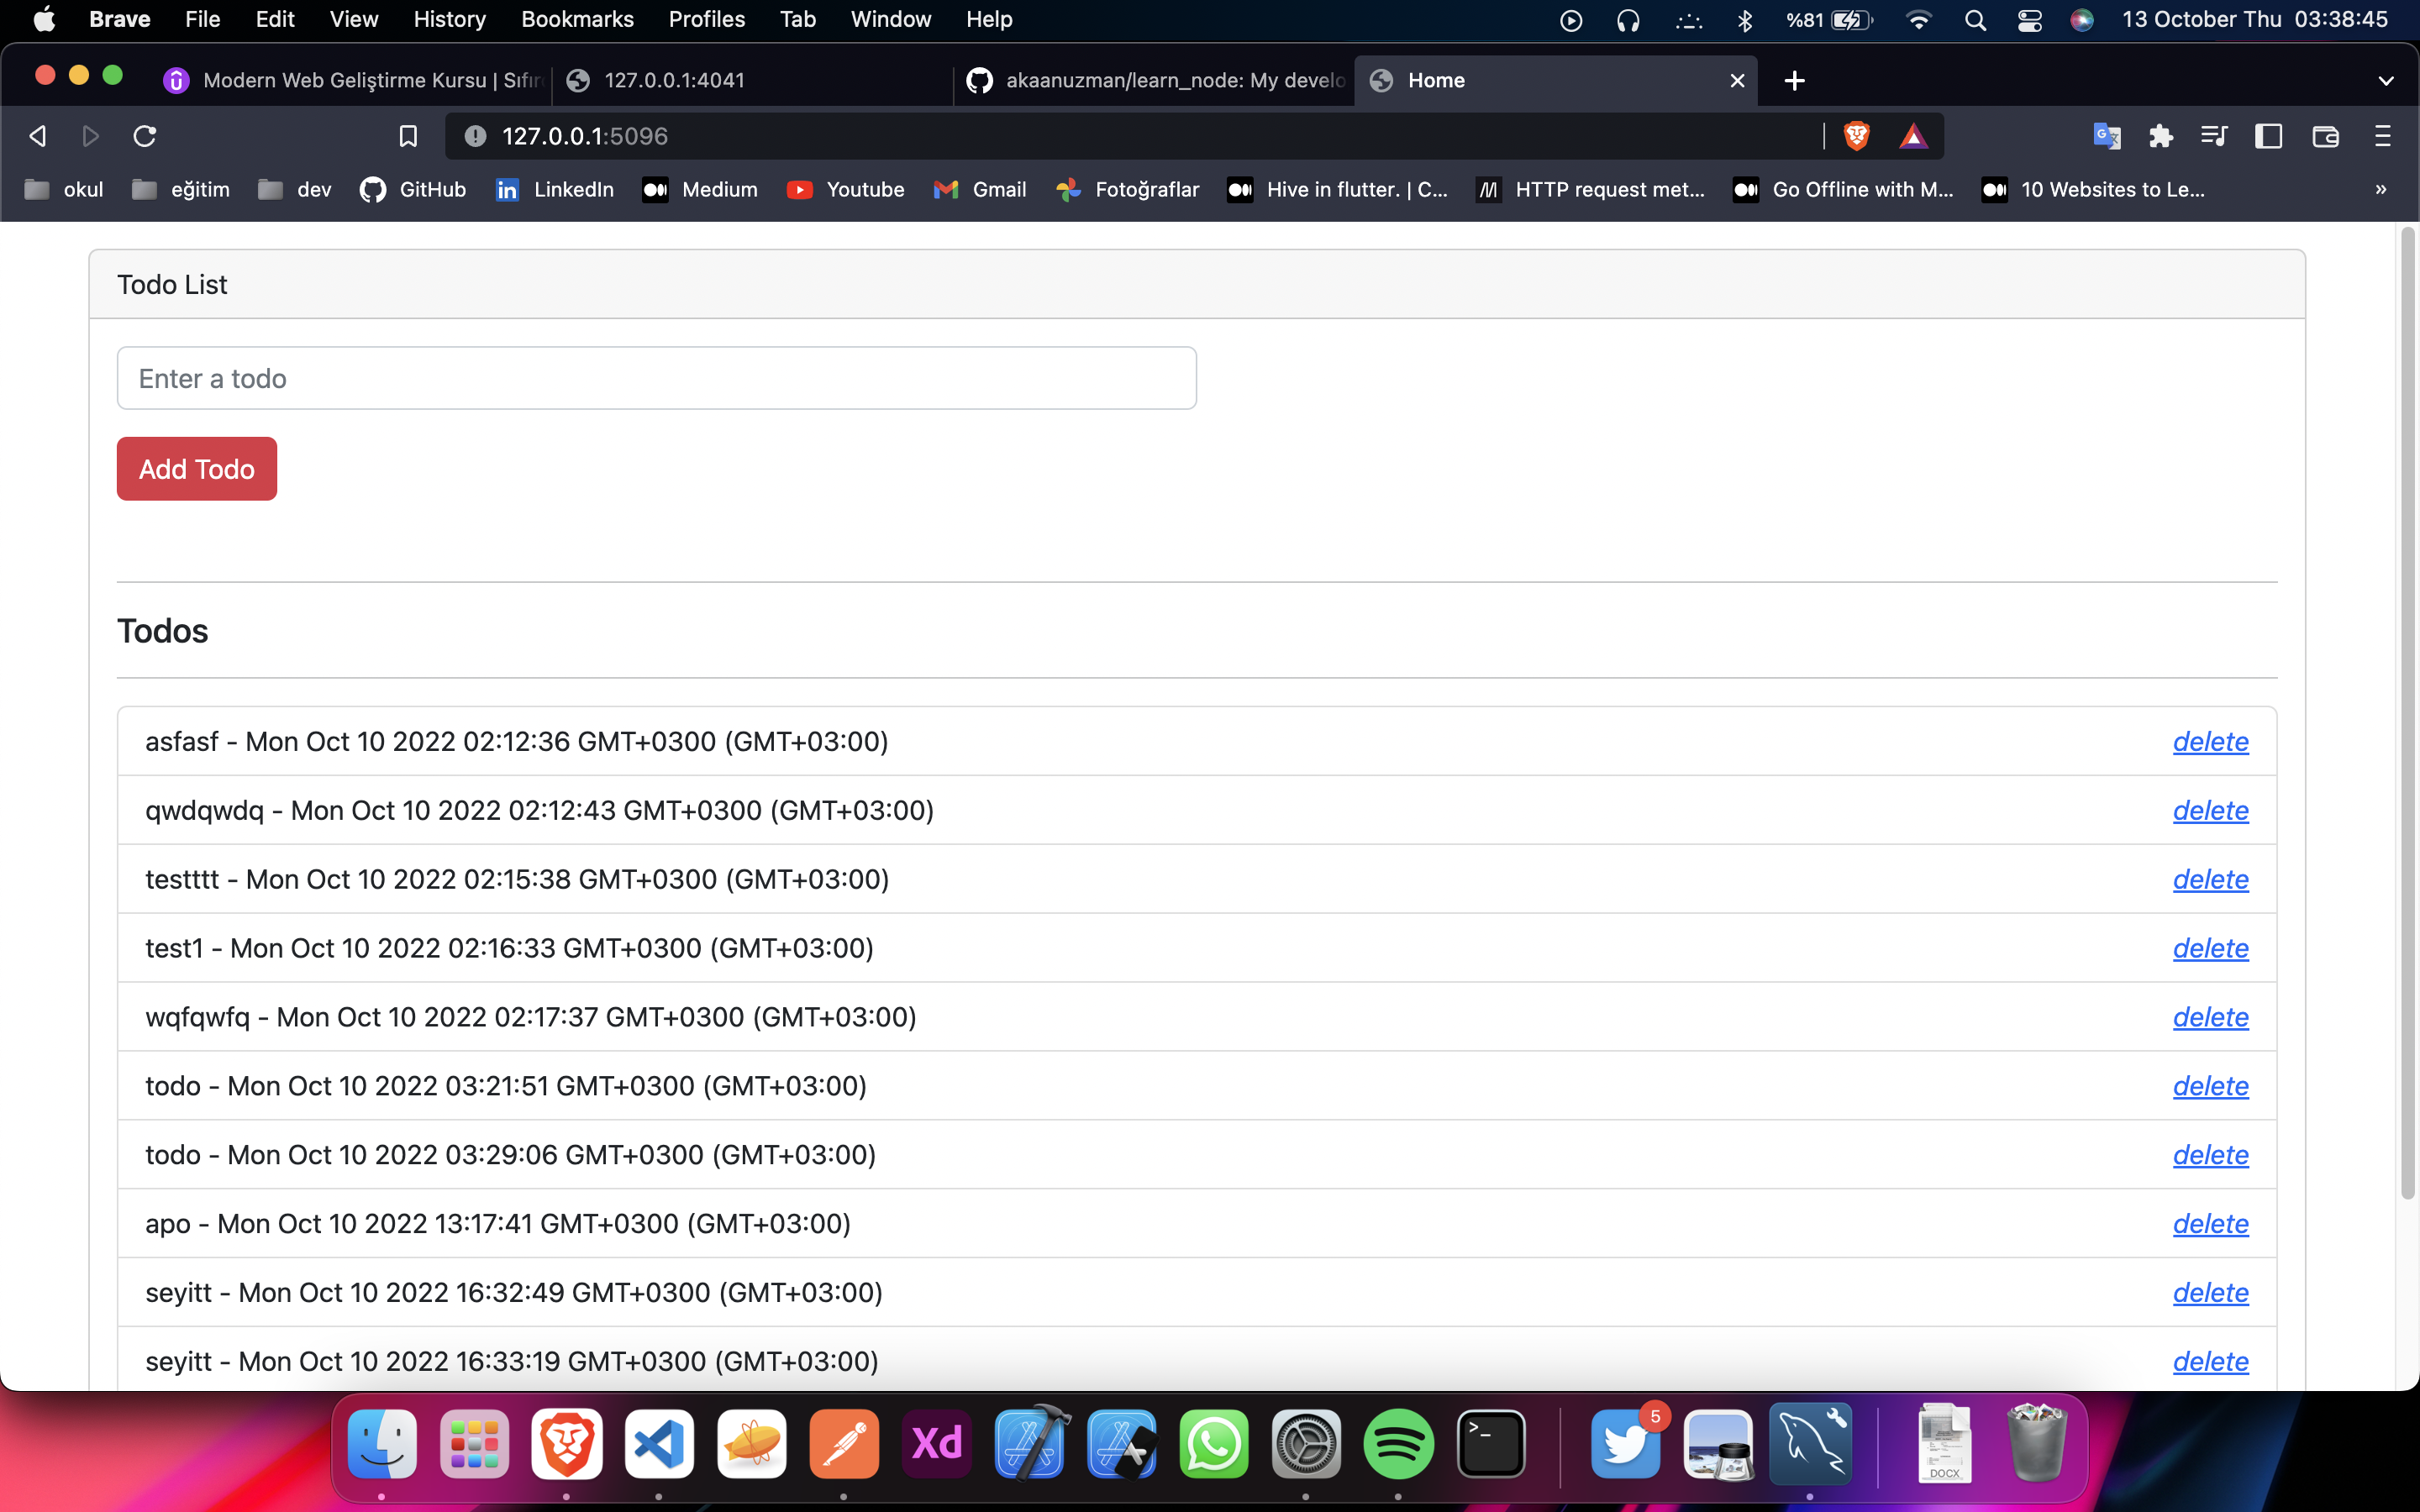 Brave File Edit View History Bookmarks Profiles Tab Window Help %81 13 October Thu 03:38:45
Modern Web Geliştirme Kursu | Sıfır 127.0.0.1:4041 akaanuzman/learn_node: My develo Home
127.0.0.1:5096
okul eğitim dev GitHub LinkedIn Medium Youtube Gmail Fotoğraflar Hive in flutter. | C... HTTP request met... Go Offline with M... 10 Websites to Le... »
Todo List
Enter a todo
Add Todo
Todos
asfasf - Mon Oct 10 2022 02:12:36 GMT+0300 (GMT+03:00) delete
qwdqwdq - Mon Oct 10 2022 02:12:43 GMT+0300 (GMT+03:00) delete
testttt - Mon Oct 10 2022 02:15:38 GMT+0300 (GMT+03:00) delete
test1 - Mon Oct 10 2022 02:16:33 GMT+0300 (GMT+03:00) delete
wqfqwfq - Mon Oct 10 2022 02:17:37 GMT+0300 (GMT+03:00) delete
todo - Mon Oct 10 2022 03:21:51 GMT+0300 (GMT+03:00) delete
todo - Mon Oct 10 2022 03:29:06 GMT+0300 (GMT+03:00) delete
apo - Mon Oct 10 2022 13:17:41 GMT+0300 (GMT+03:00) delete
seyitt - Mon Oct 10 2022 16:32:49 GMT+0300 (GMT+03:00) delete
seyitt - Mon Oct 10 2022 16:33:19 GMT+0300 (GMT+03:00) delete
Xd >_ 5 DOCX